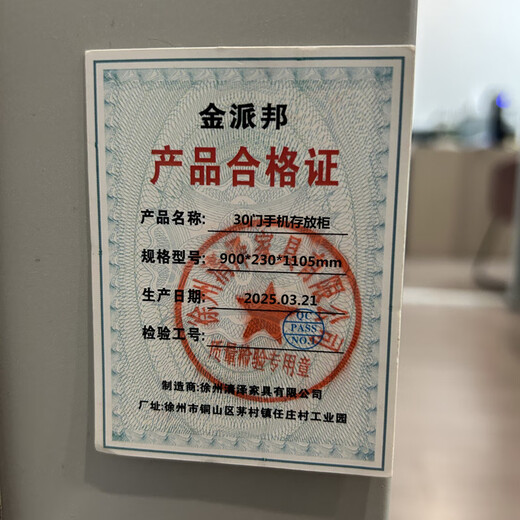 金派邦
产品合格证
产品名称: 30门手机存放柜
规格型号: 900*230*1105mm
生产日期: 2025.03.21
检验工号:
QC
PASS
NO.1
质量检验专用章
制造商:徐州满泽家具有限公司
厂址:徐州市铜山区茅村镇任庄村工业园